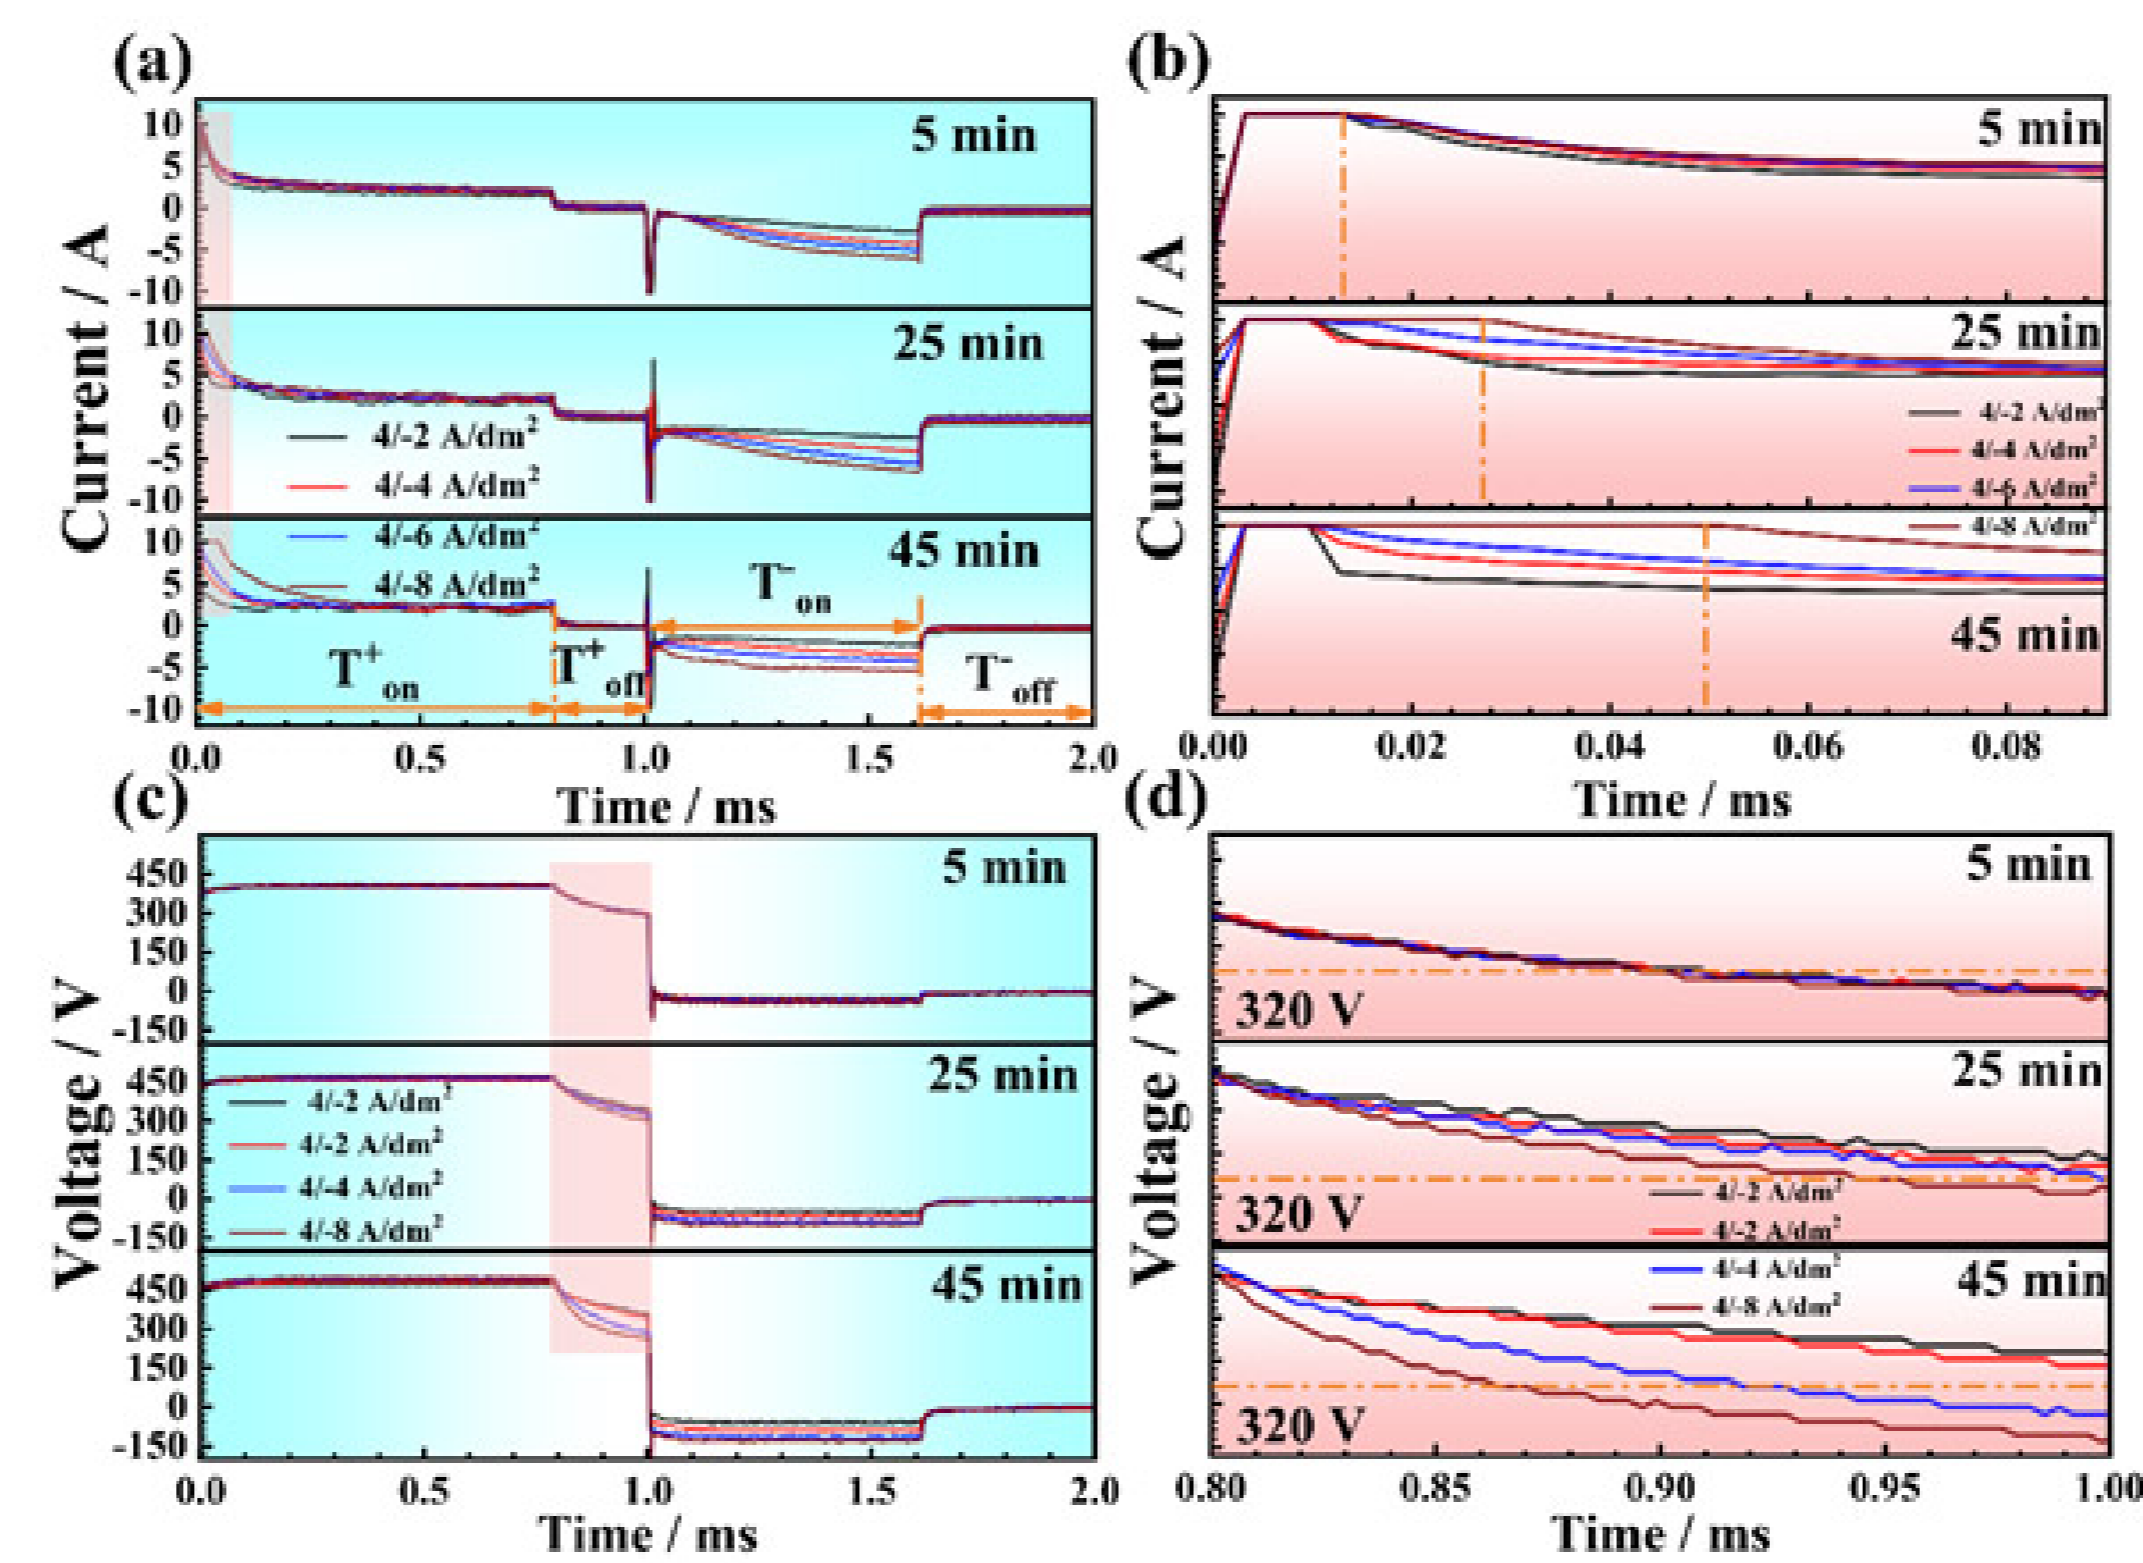 (a)
Current / A
10
5
0
-5
-10
5 min
10
5
0
-5
-10
25 min
4/-2 A/dm²
4/-4 A/dm²
4/-6 A/dm²
4/-8 A/dm²
10
5
0
-5
-10
45 min
T⁺on
T⁺off
T⁻on
T⁻off
0.0 0.5 1.0 1.5 2.0
Time / ms
(b)
Current / A
5 min
25 min
4/-2 A/dm²
4/-4 A/dm²
4/-6 A/dm²
4/-8 A/dm²
45 min
0.00 0.02 0.04 0.06 0.08
Time / ms
(c)
Voltage / V
450
300
150
0
-150
5 min
450
300
150
0
-150
25 min
4/-2 A/dm²
4/-2 A/dm²
4/-4 A/dm²
4/-8 A/dm²
450
300
150
0
-150
45 min
0.0 0.5 1.0 1.5 2.0
Time / ms
(d)
Voltage / V
5 min
320 V
25 min
320 V
4/-2 A/dm²
4/-2 A/dm²
4/-4 A/dm²
4/-8 A/dm²
45 min
320 V
0.80 0.85 0.90 0.95 1.00
Time / ms